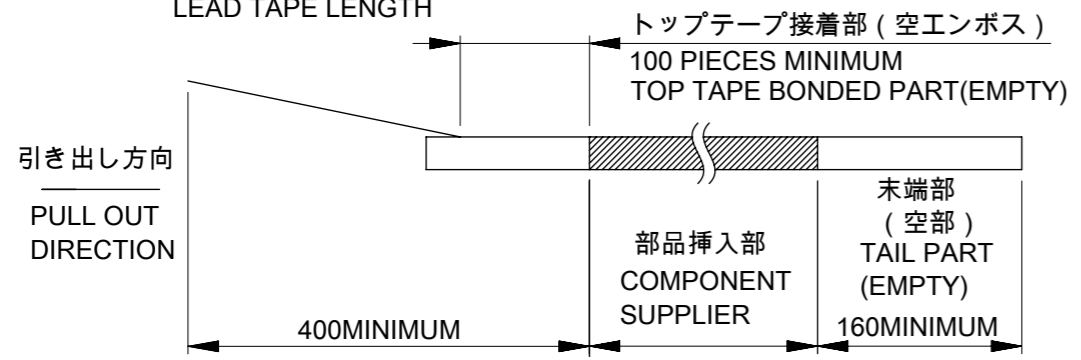 LEAD TAPE LENGTH
トップテープ接着部(空エンボス)
100 PIECES MINIMUM
TOP TAPE BONDED PART(EMPTY)
引き出し方向
PULL OUT
DIRECTION
部品挿入部
COMPONENT
SUPPLIER
末端部
(空部)
TAIL PART
(EMPTY)
400MINIMUM
160MINIMUM